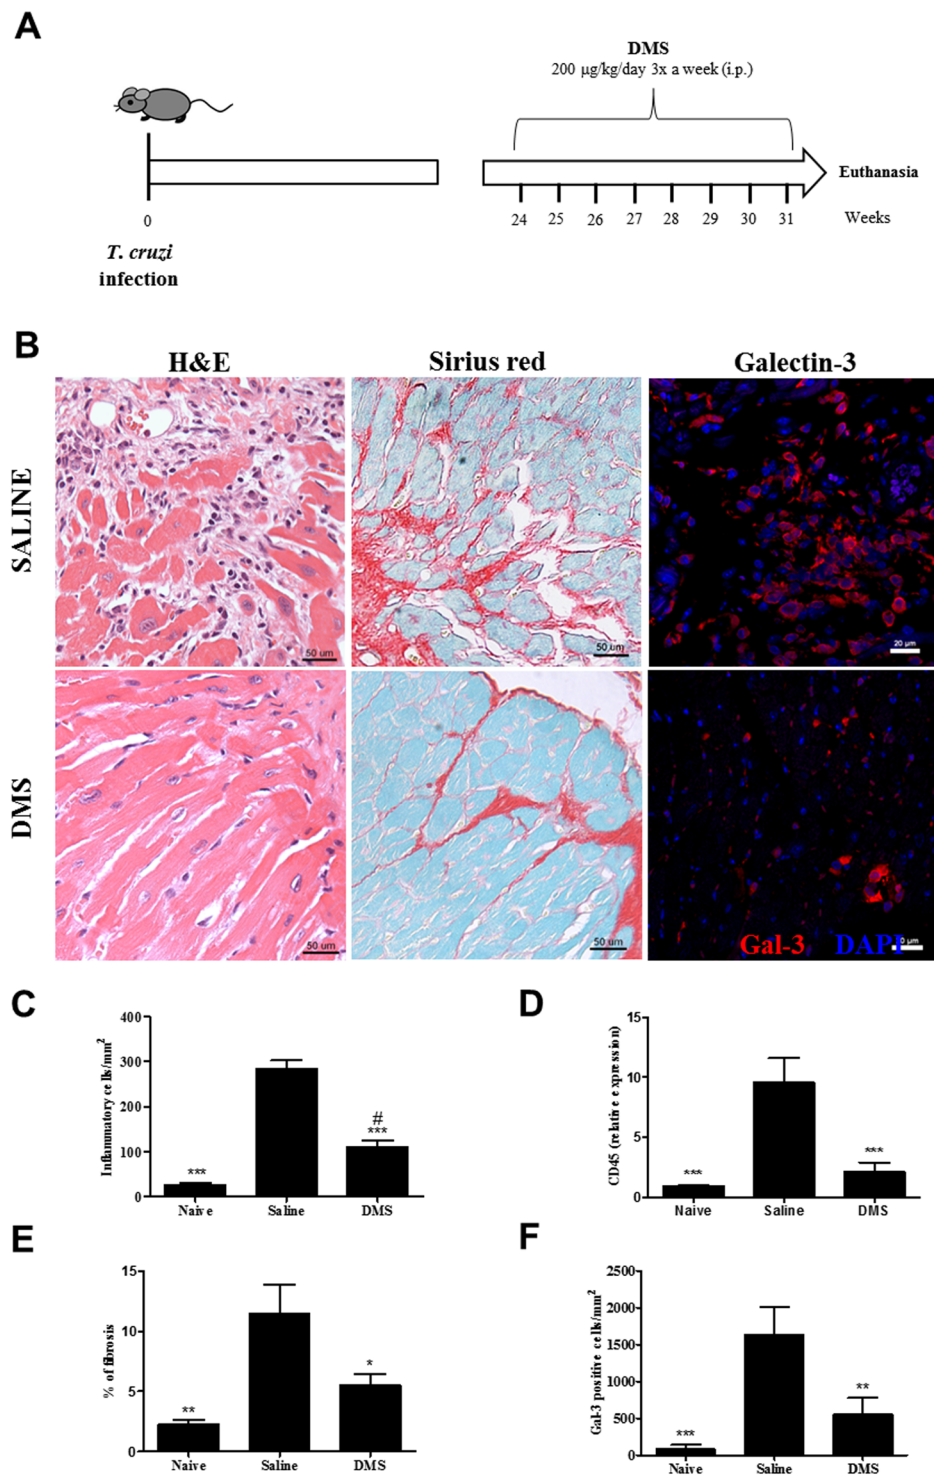 A
DMS
200 µg/kg/day 3x a week (i.p.)
Euthanasia
0
24 25 26 27 28 29 30 31 Weeks
T. cruzi
infection
B
H&E Sirius red Galectin-3
SALINE
50 um
50 um
20 µm
DMS
50 um
50 um
Gal-3 DAPI
C
Inflammatory cells/mm²
400
300
200
100
0
***
#
***
Naive Saline DMS
D
CD45 (relative expression)
15
10
5
0
***
***
Naive Saline DMS
E
% of fibrosis
15
10
5
0
**
*
Naive Saline DMS
F
Gal-3 positive cells/mm²
2500
2000
1500
1000
500
0
***
**
Naive Saline DMS